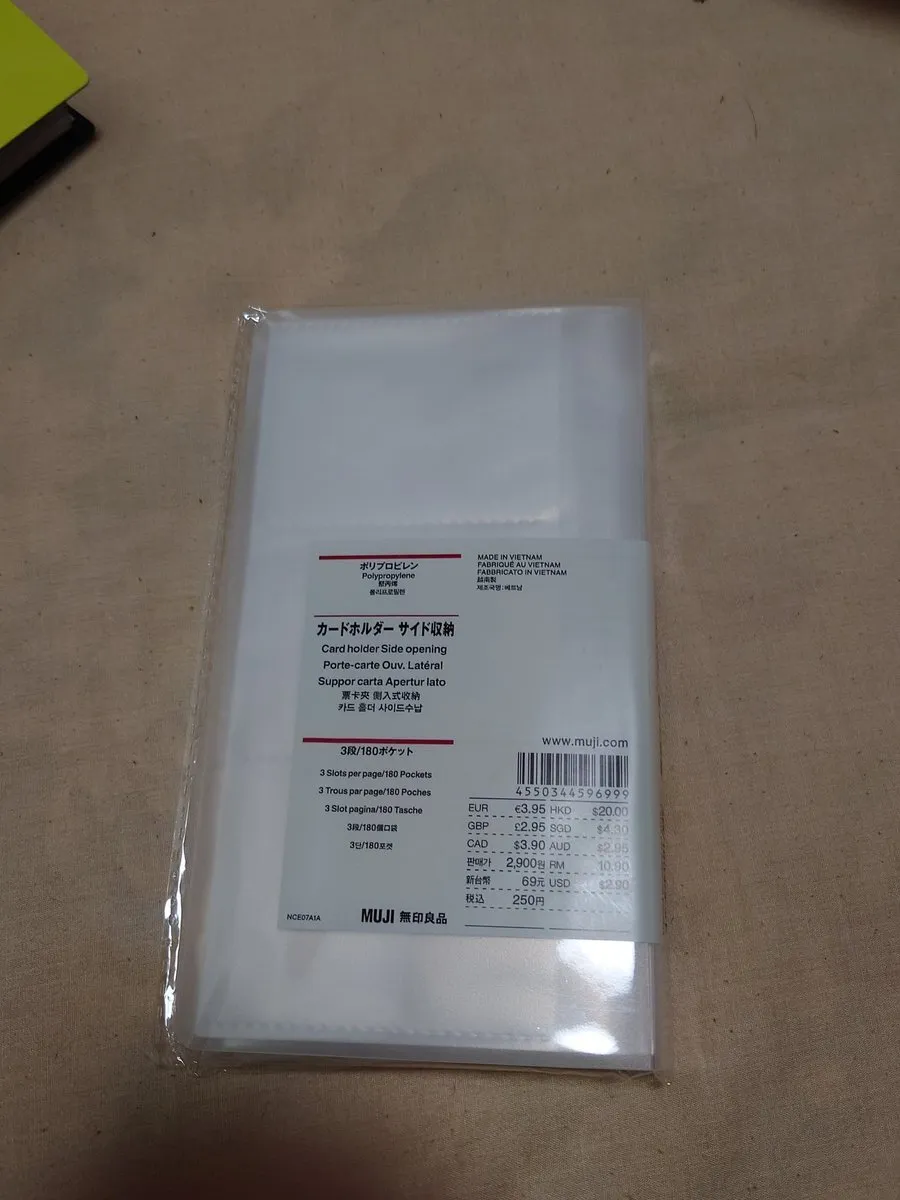 ポリプロピレン
Polypropylene
聚丙烯
폴리프로필렌
MADE IN VIETNAM
FABRIQUÉ AU VIETNAM
FABBRICATO IN VIETNAM
越南製
제조국명:베트남
カードホルダー サイド収納
Card holder Side opening
Porte-carte Ouv. Latéral
Suppor carta Apertur lato
票卡夾 側入式收納
카드 홀더 사이드수납
3段/180ポケット
3 Slots per page/180 Pockets
3 Trous par page/180 Poches
3 Slot pagina/180 Tasche
3段/180個口袋
3단/180포켓
NCE07A1A
MUJI 無印良品
www.muji.com
4550344596999
EUR €3.95 HKD $20.00
GBP £2.95 SGD $4.30
CAD $3.90 AUD $2.95
판매가 2,900원 RM 10.90
新台幣 69元 USD $2.90
税込 250円